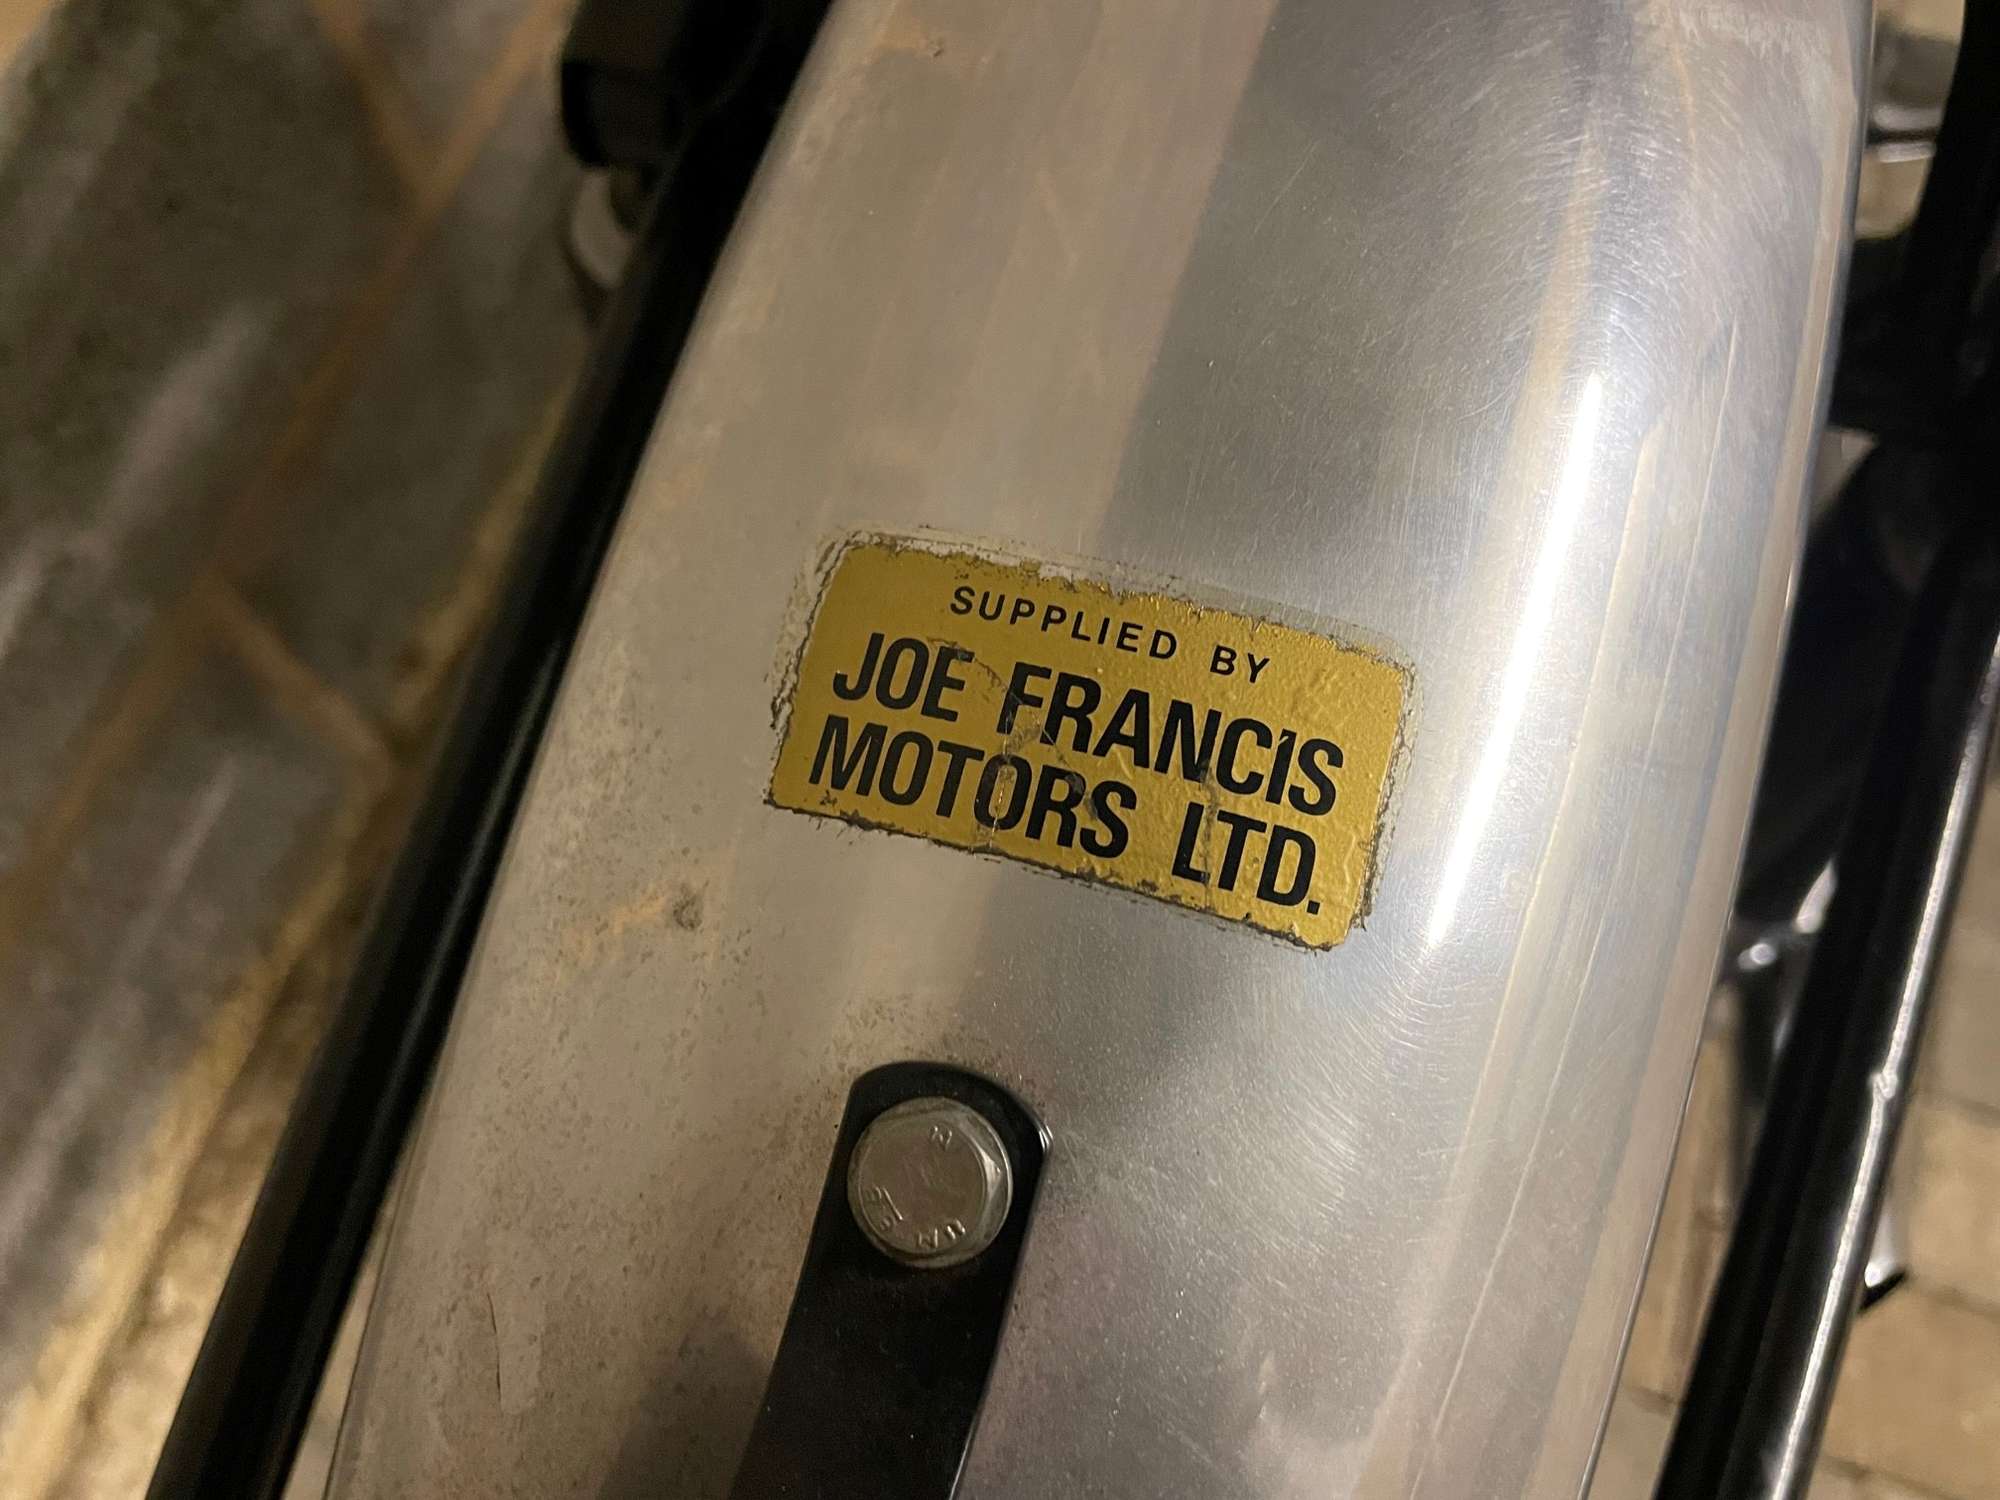 SUPPLIED BY
JOE FRANCIS
MOTORS LTD.